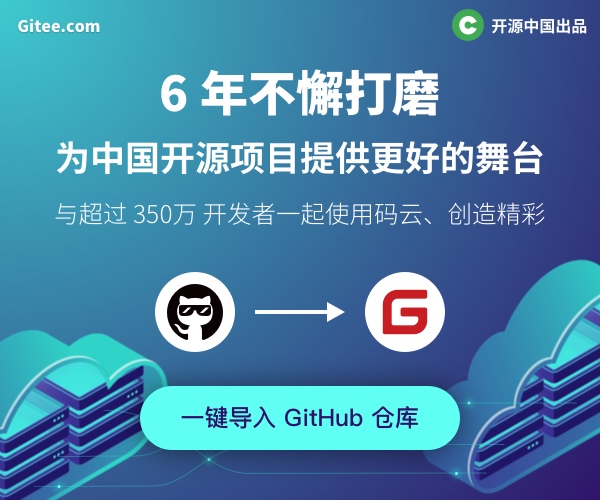 Gitee.com
开源中国出品
6 年不懈打磨
为中国开源项目提供更好的舞台
与超过 350万 开发者一起使用码云、创造精彩
一键导入 GitHub 仓库